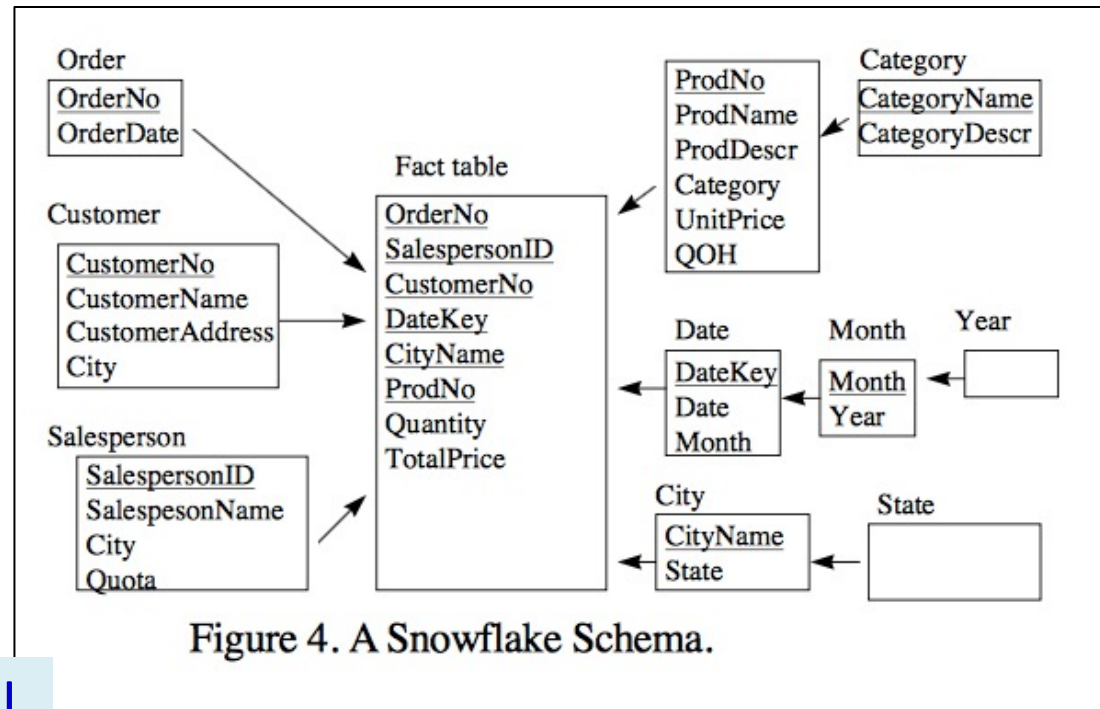 Order
OrderNo
OrderDate
Customer
CustomerNo
CustomerName
CustomerAddress
City
Salesperson
SalespersonID
SalespesonName
City
Quota
Fact table
OrderNo
SalespersonID
CustomerNo
DateKey
CityName
ProdNo
Quantity
TotalPrice
ProdNo
ProdName
ProdDescr
Category
UnitPrice
QOH
Category
CategoryName
CategoryDescr
Date
DateKey
Date
Month
Month
Month
Year
Year
City
CityName
State
State
Figure 4. A Snowflake Schema.